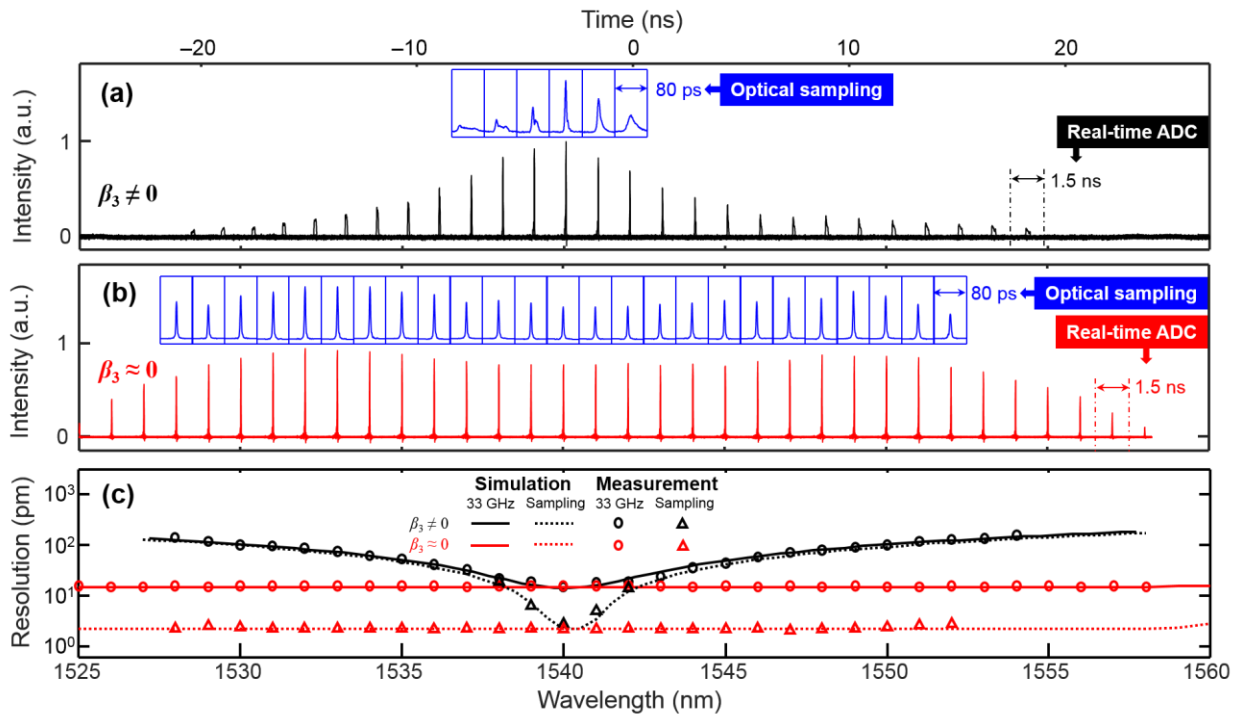 Time (ns)
–20 –10 0 10 20
(a)
80 ps
Optical sampling
Real-time ADC
1.5 ns
β₃ ≠ 0
Intensity (a.u.)
1
0
(b)
80 ps
Optical sampling
Real-time ADC
1.5 ns
β₃ ≈ 0
Intensity (a.u.)
1
0
(c)
Simulation Measurement
33 GHz Sampling 33 GHz Sampling
β₃ ≠ 0
β₃ ≈ 0
Resolution (pm)
10³
10²
10¹
10⁰
1525 1530 1535 1540 1545 1550 1555 1560
Wavelength (nm)